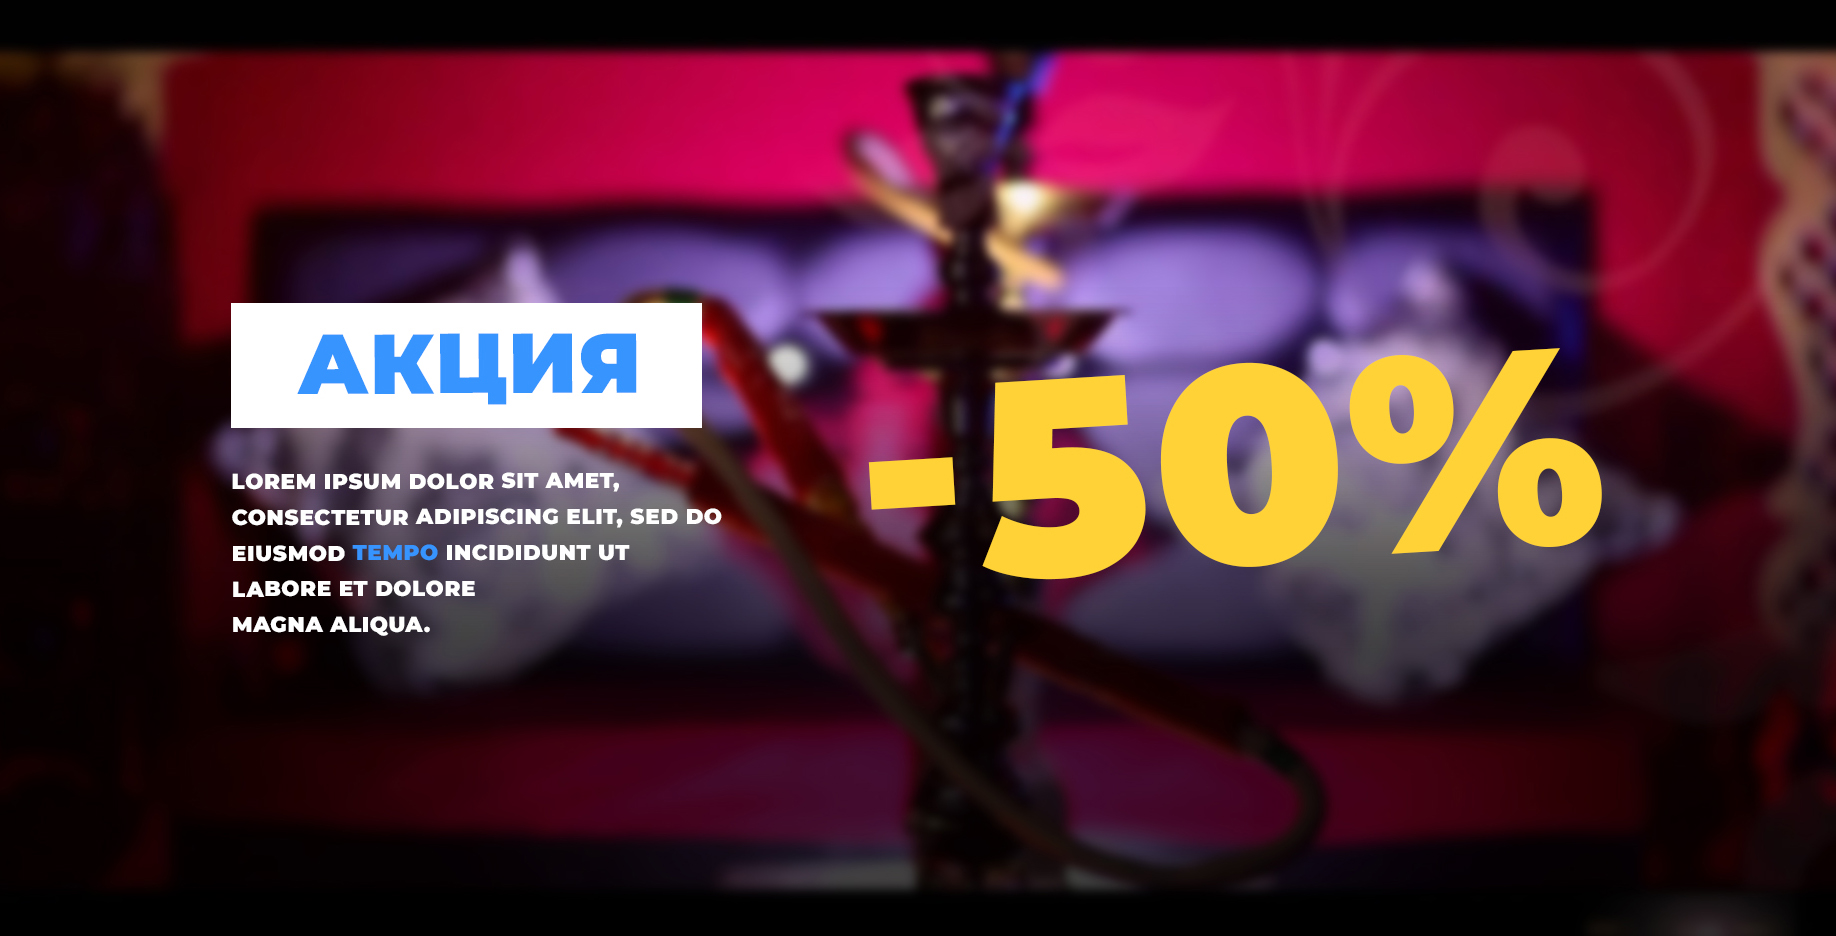 АКЦИЯ
LOREM IPSUM DOLOR SIT AMET,
CONSECTETUR ADIPISCING ELIT, SED DO
EIUSMOD TEMPO INCIDIDUNT UT
LABORE ET DOLORE
MAGNA ALIQUA.
-50%